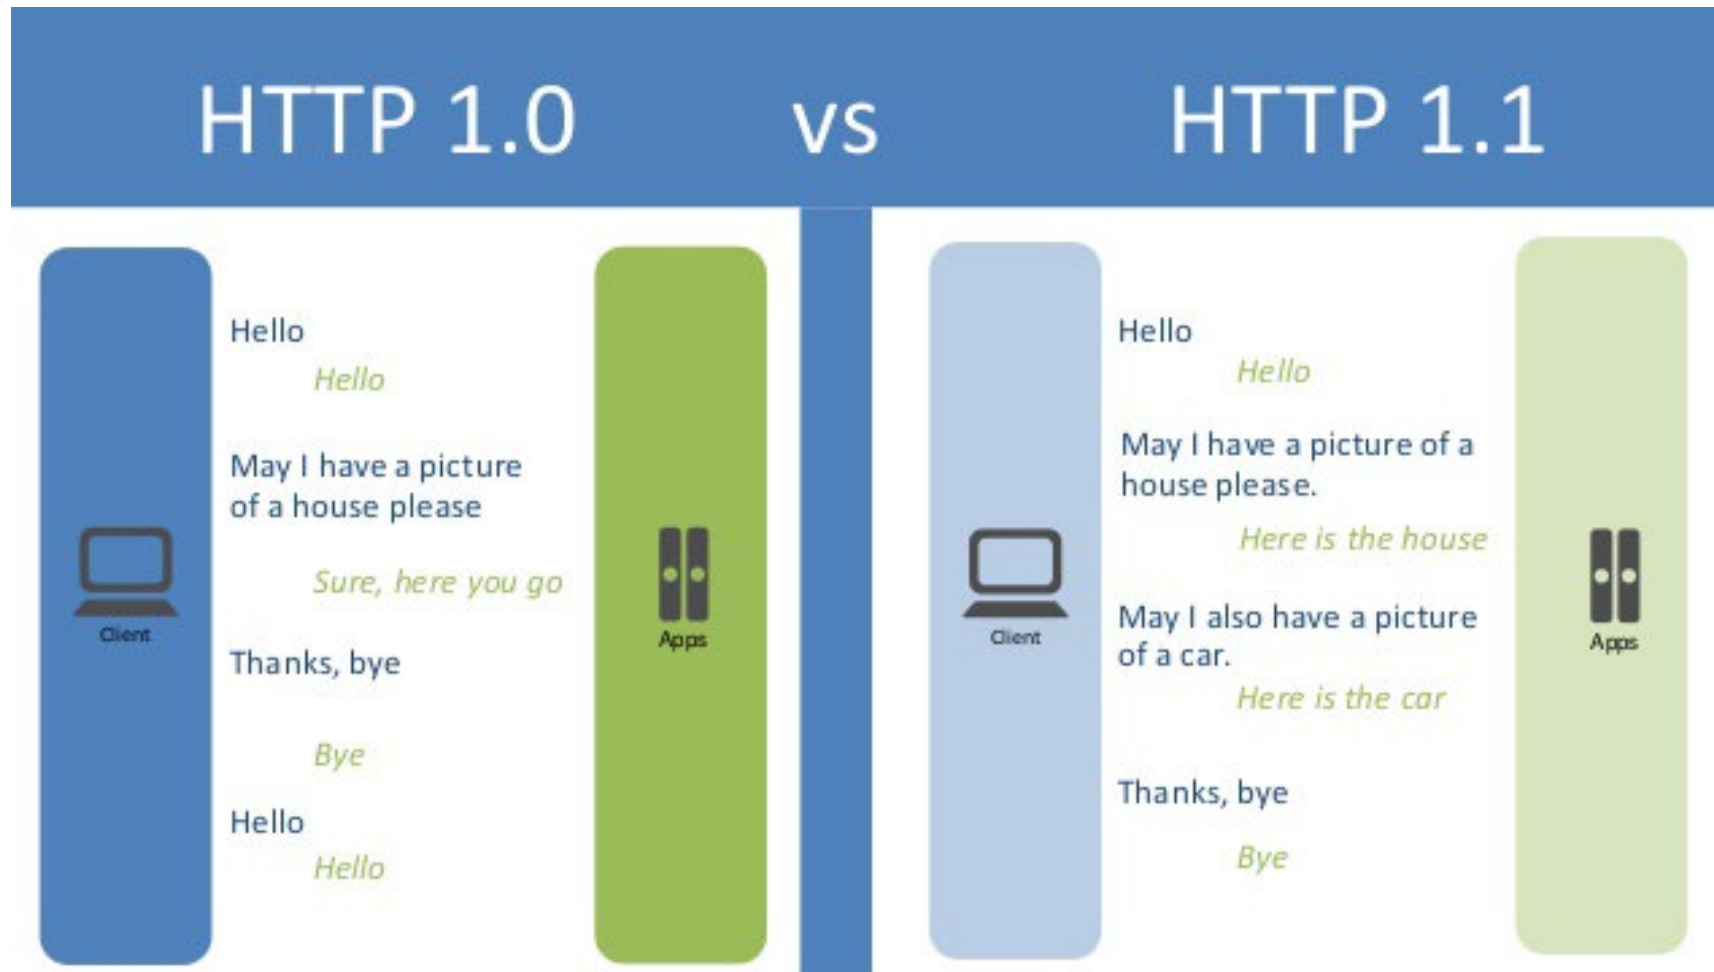 HTTP 1.0 vs HTTP 1.1
Hello
Hello
May I have a picture
of a house please
Sure, here you go
Thanks, bye
Bye
Hello
Hello
Client
Apps
Hello
Hello
May I have a picture of a
house please.
Here is the house
May I also have a picture
of a car.
Here is the car
Thanks, bye
Bye
Client
Apps